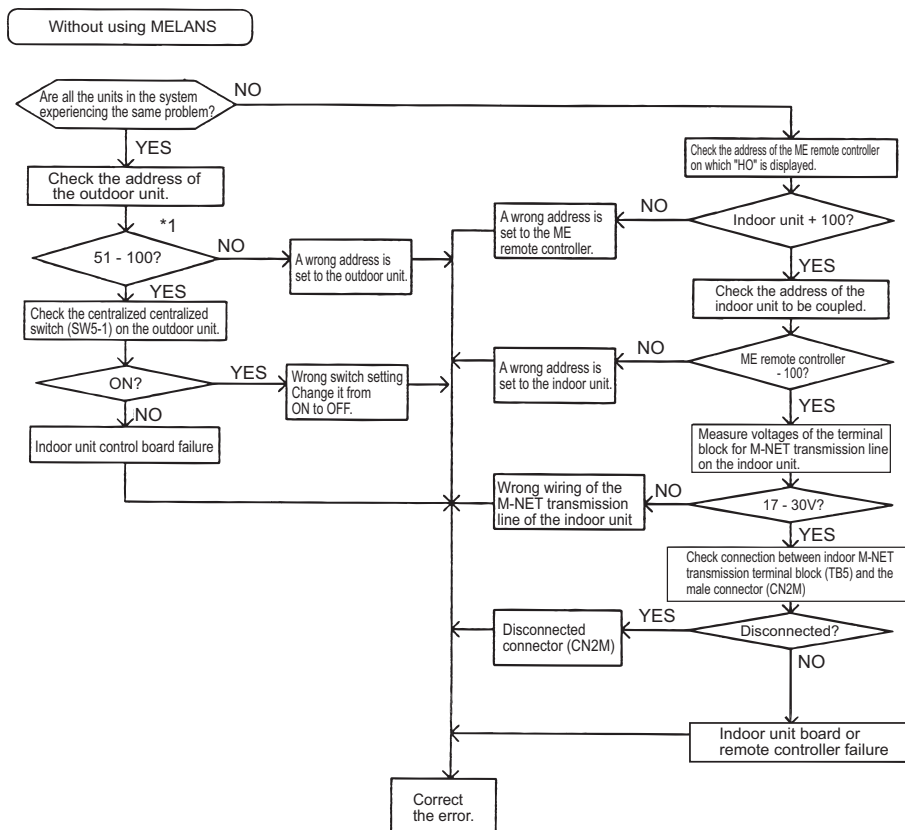 Without using MELANS
Are all the units in the system
experiencing the same problem?
NO
YES
Check the address of
the outdoor unit.
*1
51 - 100?
NO
A wrong address is
set to the outdoor unit.
YES
Check the centralized centralized
switch (SW5-1) on the outdoor unit.
ON?
YES
Wrong switch setting
Change it from
ON to OFF.
NO
Indoor unit control board failure
Check the address of the ME remote controller
on which "HO" is displayed.
Indoor unit + 100?
NO
A wrong address is
set to the ME
remote controller.
YES
Check the address of the
indoor unit to be coupled.
ME remote controller
- 100?
NO
A wrong address is
set to the indoor unit.
YES
Measure voltages of the terminal
block for M-NET transmission line
on the indoor unit.
17 - 30V?
NO
Wrong wiring of the
M-NET transmission
line of the indoor unit
YES
Check connection between indoor M-NET
transmission terminal block (TB5) and the
male connector (CN2M)
Disconnected?
YES
Disconnected
connector (CN2M)
NO
Indoor unit board or
remote controller failure
Correct
the error.